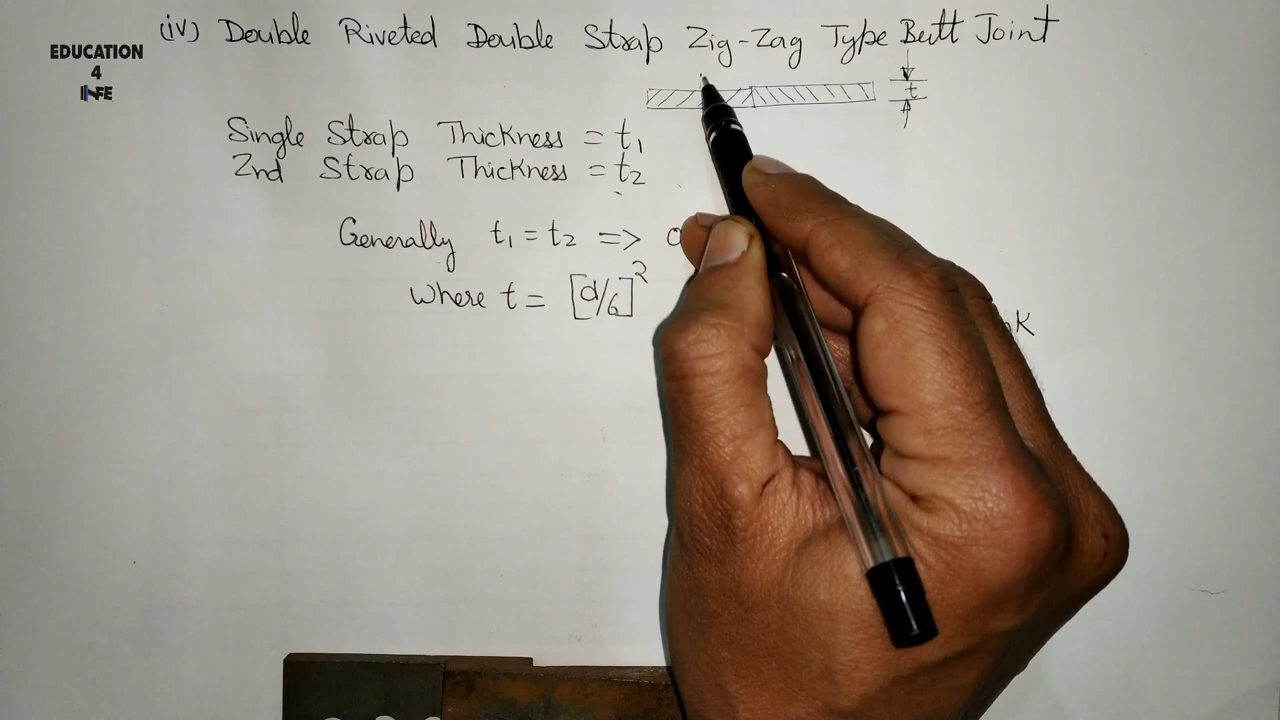 (iv) Double Riveted Double Strap Zig-Zag Type Butt Joint
EDUCATION
4
LIFE
t
Single Strap Thickness = t1
2nd Strap Thickness = t2
Generally t1 = t2 =>
Where t = [d/6]²